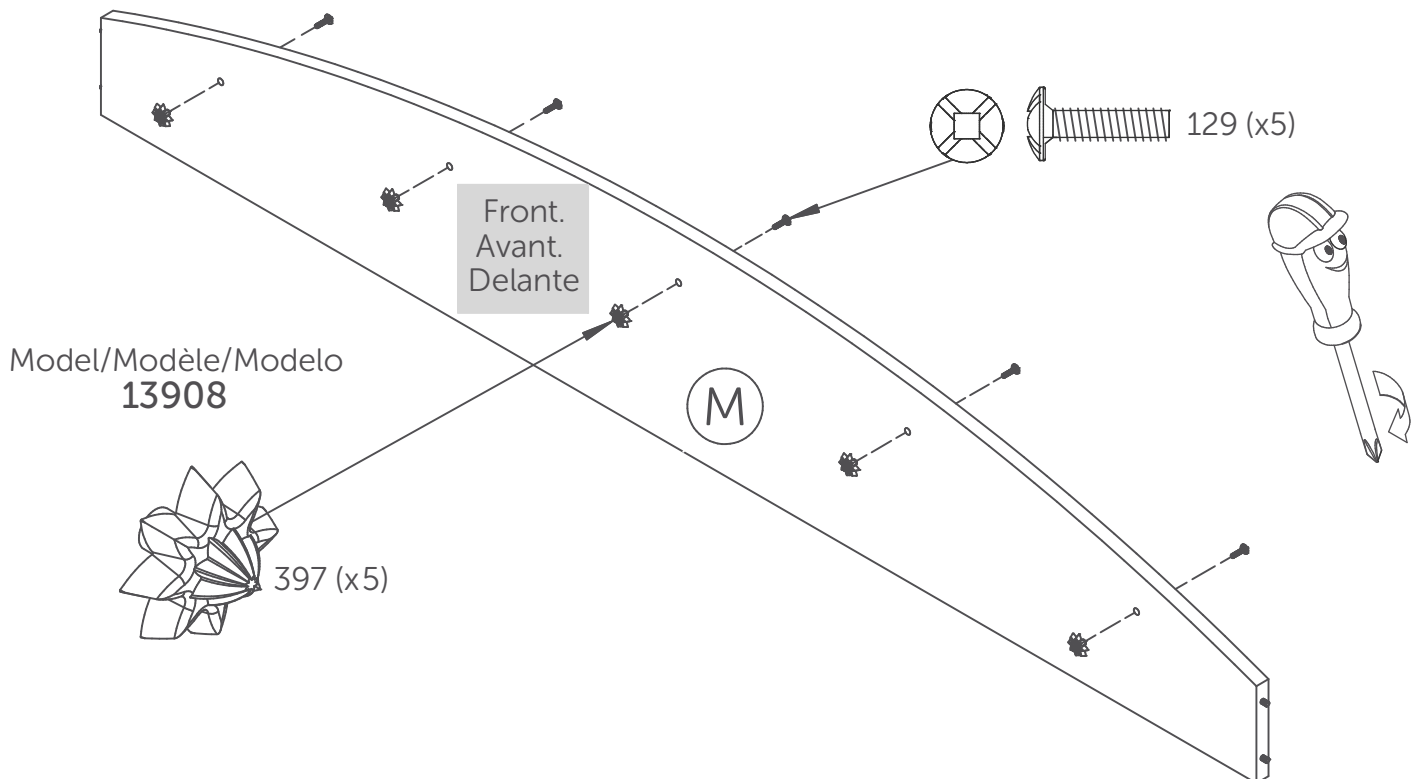 129 (x5)
Front.
Avant.
Delante
Model/Modèle/Modelo
13908
M
397 (x5)